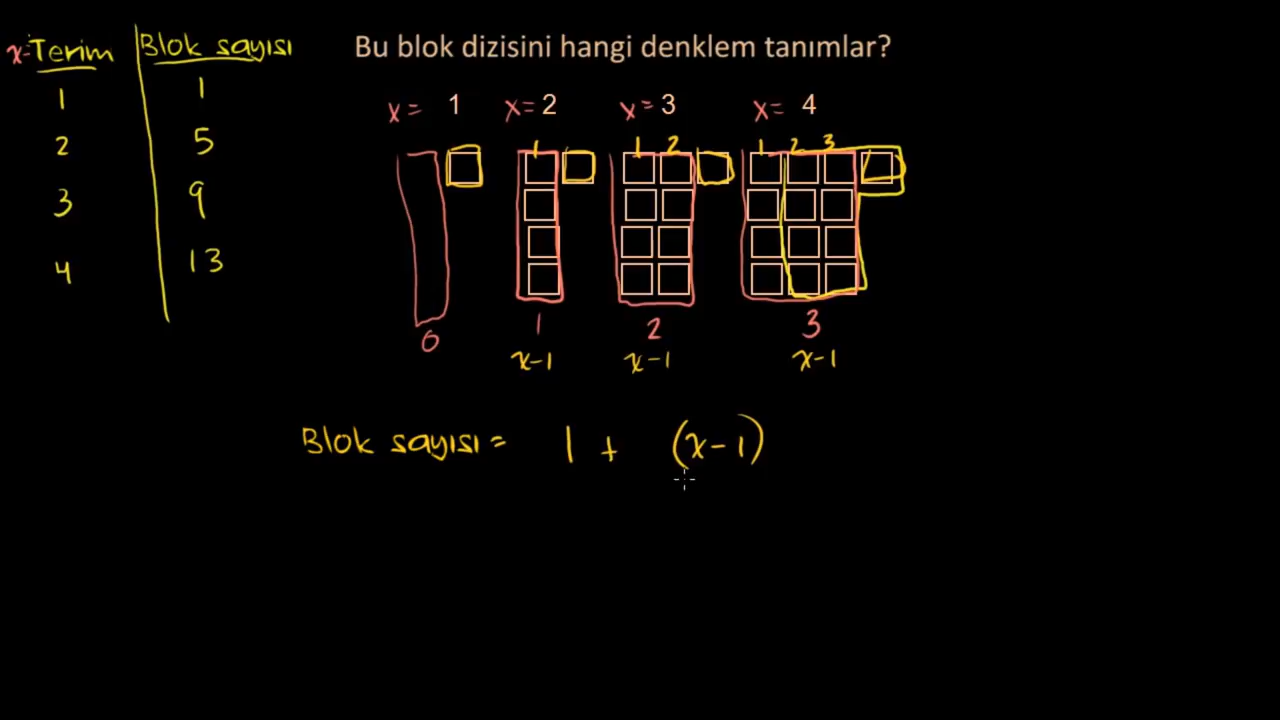 Bu blok dizisini hangi denklem tanımlar?
x-Terim Blok sayısı
1 1
2 5
3 9
4 13
x= 1 x= 2 x= 3 x= 4
1 1 2 1 2 3
0 1 2 3
x-1 x-1 x-1
Blok sayısı= 1 + (x-1)